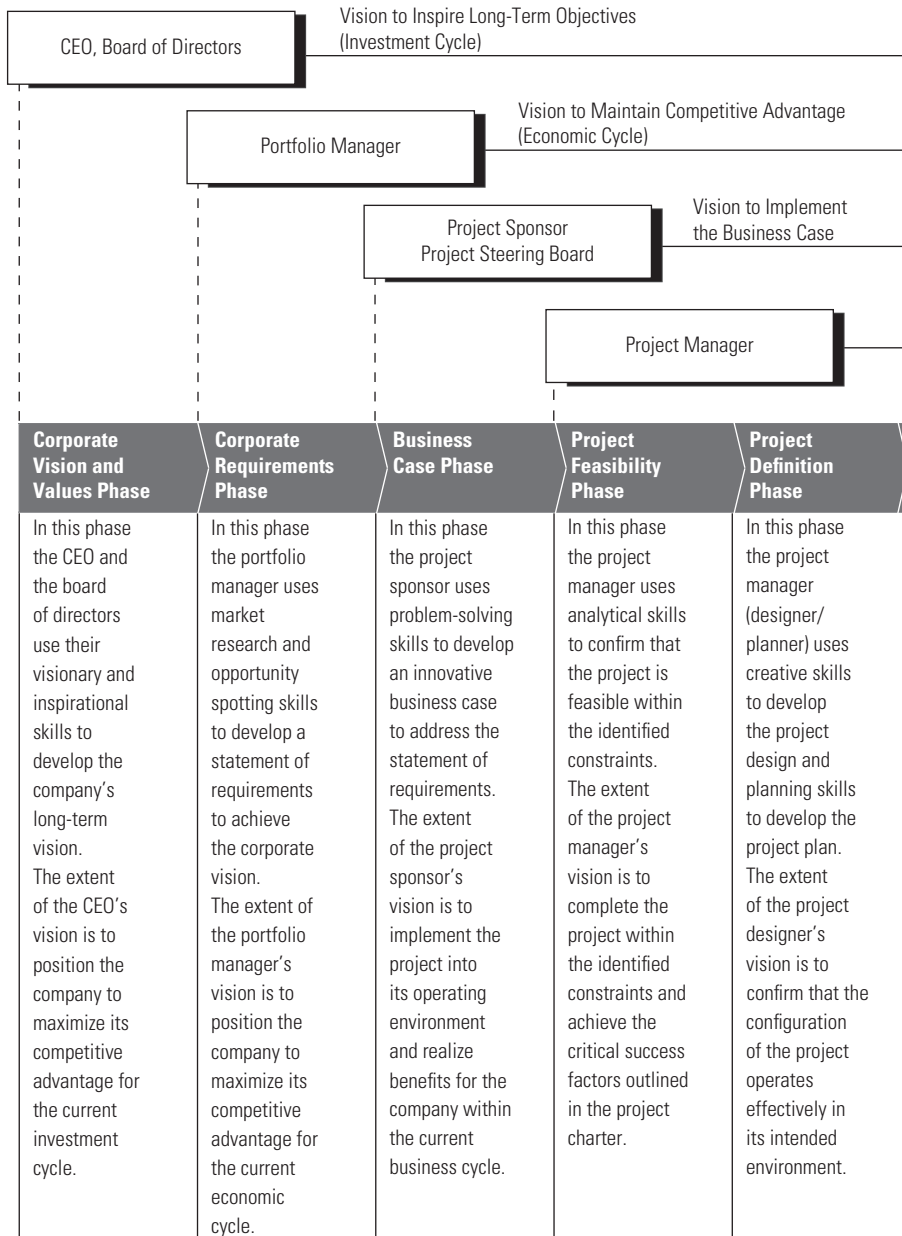 CEO, Board of Directors
Vision to Inspire Long-Term Objectives
(Investment Cycle)
Portfolio Manager
Vision to Maintain Competitive Advantage
(Economic Cycle)
Project Sponsor
Project Steering Board
Vision to Implement
the Business Case
Project Manager
Corporate
Vision and
Values Phase
Corporate
Requirements
Phase
Business
Case Phase
Project
Feasibility
Phase
Project
Definition
Phase
In this phase
the CEO and
the board
of directors
use their
visionary and
inspirational
skills to
develop the
company's
long-term
vision.
The extent
of the CEO's
vision is to
position the
company to
maximize its
competitive
advantage for
the current
investment
cycle.
In this phase
the portfolio
manager uses
market
research and
opportunity
spotting skills
to develop a
statement of
requirements
to achieve
the corporate
vision.
The extent of
the portfolio
manager's
vision is to
position the
company to
maximize its
competitive
advantage for
the current
economic
cycle.
In this phase
the project
sponsor uses
problem-solving
skills to develop
an innovative
business case
to address the
statement of
requirements.
The extent
of the project
sponsor's
vision is to
implement the
project into
its operating
environment
and realize
benefits for the
company within
the current
business cycle.
In this phase
the project
manager uses
analytical skills
to confirm that
the project is
feasible within
the identified
constraints.
The extent
of the project
manager's
vision is to
complete the
project within
the identified
constraints and
achieve the
critical success
factors outlined
in the project
charter.
In this phase
the project
manager
(designer/
planner) uses
creative skills
to develop
the project
design and
planning skills
to develop the
project plan.
The extent
of the project
designer's
vision is to
confirm that the
configuration
of the project
operates
effectively in
its intended
environment.